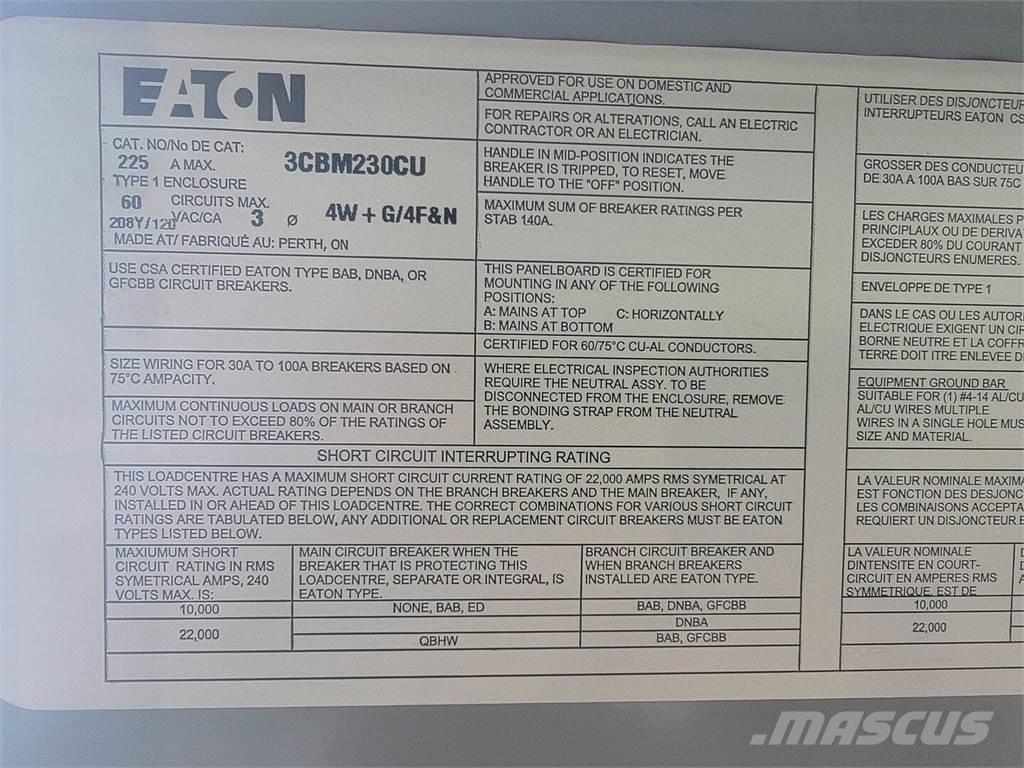 EATON
CAT. NO/No DE CAT:
225 A MAX. 3CBM230CU
TYPE 1 ENCLOSURE
60 CIRCUITS MAX.
208Y/120 VAC/CA 3 ø 4W + G/4F&N
MADE AT/ FABRIQUÉ AU: PERTH, ON
USE CSA CERTIFIED EATON TYPE BAB, DNBA, OR
GFCBB CIRCUIT BREAKERS.
SIZE WIRING FOR 30A TO 100A BREAKERS BASED ON
75°C AMPACITY.
MAXIMUM CONTINUOUS LOADS ON MAIN OR BRANCH
CIRCUITS NOT TO EXCEED 80% OF THE RATINGS OF
THE LISTED CIRCUIT BREAKERS.
APPROVED FOR USE ON DOMESTIC AND
COMMERCIAL APPLICATIONS.
FOR REPAIRS OR ALTERATIONS, CALL AN ELECTRIC
CONTRACTOR OR AN ELECTRICIAN.
HANDLE IN MID-POSITION INDICATES THE
BREAKER IS TRIPPED, TO RESET, MOVE
HANDLE TO THE "OFF" POSITION.
MAXIMUM SUM OF BREAKER RATINGS PER
STAB 140A.
THIS PANELBOARD IS CERTIFIED FOR
MOUNTING IN ANY OF THE FOLLOWING
POSITIONS:
A: MAINS AT TOP C: HORIZONTALLY
B: MAINS AT BOTTOM
CERTIFIED FOR 60/75°C CU-AL CONDUCTORS.
WHERE ELECTRICAL INSPECTION AUTHORITIES
REQUIRE THE NEUTRAL ASSY. TO BE
DISCONNECTED FROM THE ENCLOSURE, REMOVE
THE BONDING STRAP FROM THE NEUTRAL
ASSEMBLY.
SHORT CIRCUIT INTERRUPTING RATING
THIS LOADCENTRE HAS A MAXIMUM SHORT CIRCUIT CURRENT RATING OF 22,000 AMPS RMS SYMETRICAL AT
240 VOLTS MAX. ACTUAL RATING DEPENDS ON THE BRANCH BREAKERS AND THE MAIN BREAKER, IF ANY,
INSTALLED IN OR AHEAD OF THIS LOADCENTRE. THE CORRECT COMBINATIONS FOR VARIOUS SHORT CIRCUIT
RATINGS ARE TABULATED BELOW, ANY ADDITIONAL OR REPLACEMENT CIRCUIT BREAKERS MUST BE EATON
TYPES LISTED BELOW.
MAXIUMUM SHORT
CIRCUIT RATING IN RMS
SYMETRICAL AMPS, 240
VOLTS MAX. IS:
MAIN CIRCUIT BREAKER WHEN THE
BREAKER THAT IS PROTECTING THIS
LOADCENTRE, SEPARATE OR INTEGRAL, IS
EATON TYPE.
BRANCH CIRCUIT BREAKER AND
WHEN BRANCH BREAKERS
INSTALLED ARE EATON TYPE.
10,000 NONE, BAB, ED BAB, DNBA, GFCBB
22,000 DNBA
QBHW BAB, GFCBB
UTILISER DES DISJONCTEUR
INTERRUPTEURS EATON CS
GROSSER DES CONDUCTEU
DE 30A A 100A BAS SUR 75C
LES CHARGES MAXIMALES P
PRINCIPAUX OU DE DERIVA
EXCEDER 80% DU COURANT
DISJONCTEURS ENUMERES.
ENVELOPPE DE TYPE 1
DANS LE CAS OU LES AUTORI
ELECTRIQUE EXIGENT UN CIR
BORNE NEUTRE ET LA COFFR
TERRE DOIT ITRE ENLEVEE D
EQUIPMENT GROUND BAR
SUITABLE FOR (1) #4-14 AL/CU
AL/CU WIRES MULTIPLE
WIRES IN A SINGLE HOLE MUS
SIZE AND MATERIAL.
LA VALEUR NOMINALE MAXIMA
EST FONCTION DES DESJONC
LES COMBINAISONS ACCEPTA
REQUIERT UN DISJONCTEUR E
LA VALEUR NOMINALE
DINTENSITE EN COURT-
CIRCUIT EN AMPERES RMS
SYMMETRIQUE, EST DE
10,000
22,000
.MASCUS